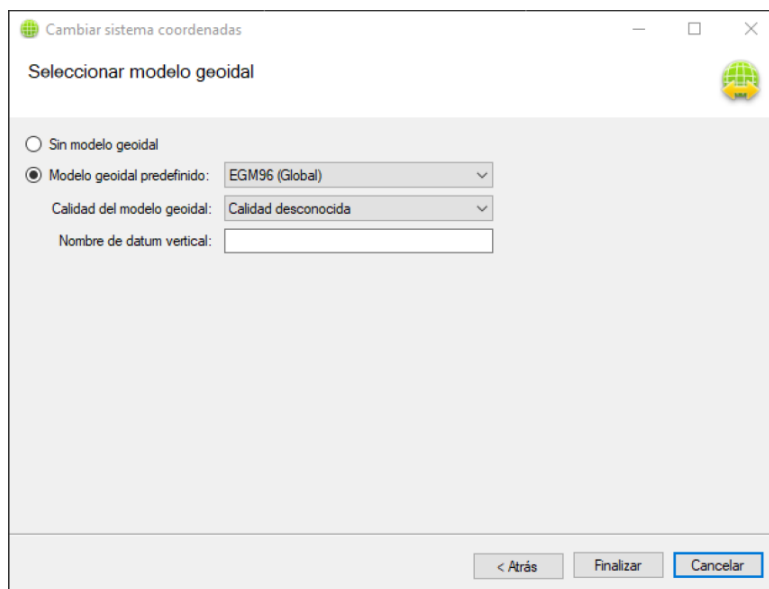 Cambiar sistema coordenadas
Seleccionar modelo geoidal
Sin modelo geoidal
Modelo geoidal predefinido: EGM96 (Global)
Calidad del modelo geoidal: Calidad desconocida
Nombre de datum vertical:
< Atrás Finalizar Cancelar